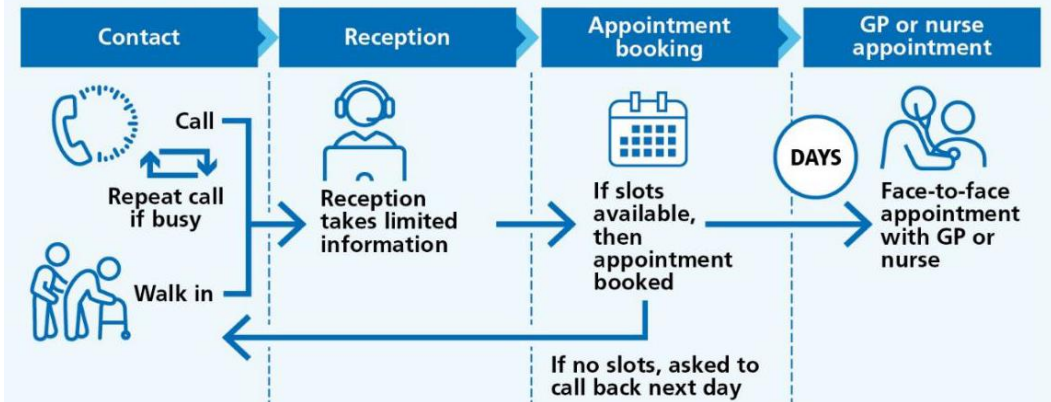 Contact
Reception
Appointment
booking
GP or nurse
appointment
Call
Repeat call
if busy
Walk in
Reception
takes limited
information
If slots
available,
then
appointment
booked
If no slots, asked to
call back next day
DAYS
Face-to-face
appointment
with GP or
nurse